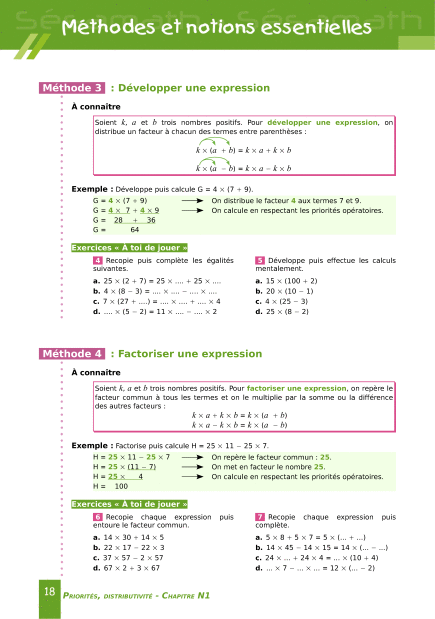 Sésamath Sésamath
Méthodes et notions essentielles
Méthode 3 : Développer une expression
À connaître
Soient k, a et b trois nombres positifs. Pour développer une expression, on
distribue un facteur à chacun des termes entre parenthèses :
k × (a + b) = k × a + k × b
k × (a − b) = k × a − k × b
Exemple : Développe puis calcule G = 4 × (7 + 9).
G = 4 × (7 + 9) On distribue le facteur 4 aux termes 7 et 9.
G = 4 × 7 + 4 × 9 On calcule en respectant les priorités opératoires.
G = 28 + 36
G = 64
Exercices « À toi de jouer »
4 Recopie puis complète les égalités
suivantes.
a. 25 × (2 + 7) = 25 × .... + 25 × ....
b. 4 × (8 − 3) = .... × .... − .... × ....
c. 7 × (27 + ....) = .... × .... + .... × 4
d. .... × (5 − 2) = 11 × .... − .... × 2
5 Développe puis effectue les calculs
mentalement.
a. 15 × (100 + 2)
b. 20 × (10 − 1)
c. 4 × (25 − 3)
d. 25 × (8 − 2)
Méthode 4 : Factoriser une expression
À connaître
Soient k, a et b trois nombres positifs. Pour factoriser une expression, on repère le
facteur commun à tous les termes et on le multiplie par la somme ou la différence
des autres facteurs :
k × a + k × b = k × (a + b)
k × a − k × b = k × (a − b)
Exemple : Factorise puis calcule H = 25 × 11 − 25 × 7.
H = 25 × 11 − 25 × 7 On repère le facteur commun : 25.
H = 25 × (11 − 7) On met en facteur le nombre 25.
H = 25 × 4 On calcule en respectant les priorités opératoires.
H = 100
Exercices « À toi de jouer »
6 Recopie chaque expression puis
entoure le facteur commun.
a. 14 × 30 + 14 × 5
b. 22 × 17 − 22 × 3
c. 37 × 57 − 2 × 57
d. 67 × 2 + 3 × 67
7 Recopie chaque expression puis
complète.
a. 5 × 8 + 5 × 7 = 5 × (... + ...)
b. 14 × 45 − 14 × 15 = 14 × (... − ...)
c. 24 × ... + 24 × 4 = ... × (10 + 4)
d. ... × 7 − ... × ... = 12 × (... − 2)
18 PRIORITÉS, DISTRIBUTIVITÉ – CHAPITRE N1